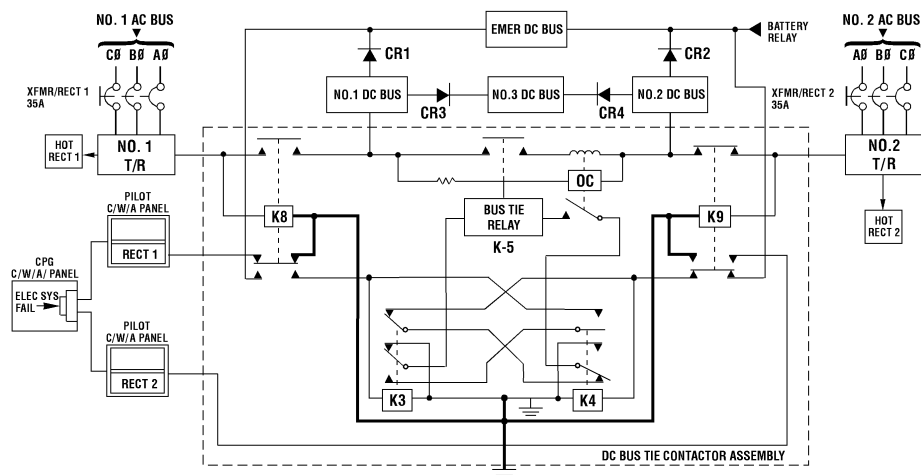 NO. 1 AC BUS
CØ BØ AØ
XFMR/RECT 1
35A
HOT
RECT 1
NO. 1
T/R
EMER DC BUS
BATTERY
RELAY
CR1
CR2
NO.1 DC BUS
NO.3 DC BUS
NO.2 DC BUS
CR3
CR4
NO. 2 AC BUS
AØ BØ CØ
XFMR/RECT 2
35A
NO.2
T/R
HOT
RECT 2
OC
K8
BUS TIE
RELAY
K-5
K9
PILOT
C/W/A PANEL
RECT 1
CPG
C/W/A/ PANEL
ELEC SYS
FAIL
PILOT
C/W/A PANEL
RECT 2
K3
K4
DC BUS TIE CONTACTOR ASSEMBLY